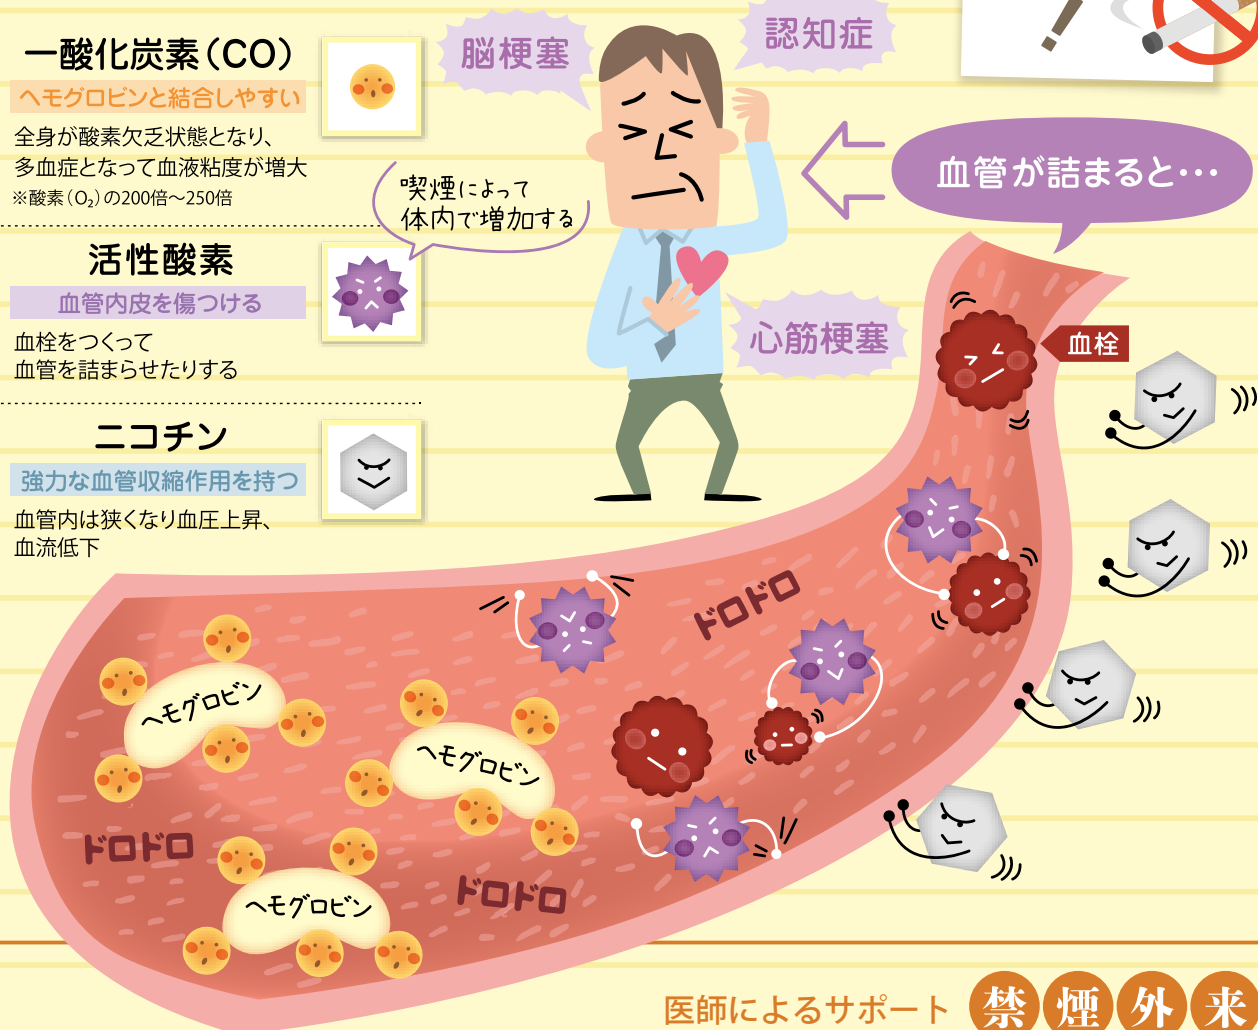 一酸化炭素（CO）
ヘモグロビンと結合しやすい
全身が酸素欠乏状態となり、
多血症となって血液粘度が増大
※酸素（O₂）の200倍〜250倍
脳梗塞
認知症
喫煙によって
体内で増加する
血管が詰まると…
活性酸素
血管内皮を傷つける
血栓をつくって
血管を詰まらせたりする
心筋梗塞
血栓
ニコチン
強力な血管収縮作用を持つ
血管内は狭くなり血圧上昇、
血流低下
ドロドロ
ヘモグロビン
ヘモグロビン
ドロドロ
ドロドロ
ヘモグロビン
医師によるサポート 禁煙外来